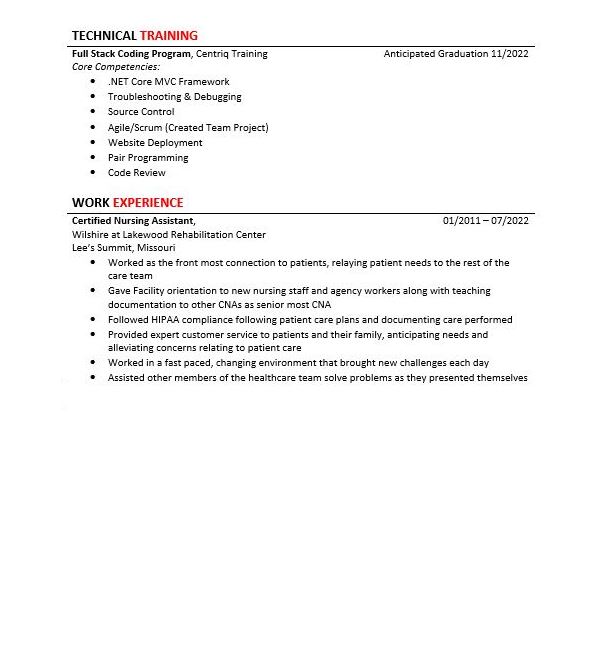 TECHNICAL TRAINING
Full Stack Coding Program, Centriq Training Anticipated Graduation 11/2022
Core Competencies:
• .NET Core MVC Framework
• Troubleshooting & Debugging
• Source Control
• Agile/Scrum (Created Team Project)
• Website Deployment
• Pair Programming
• Code Review
WORK EXPERIENCE
Certified Nursing Assistant, 01/2011 – 07/2022
Wilshire at Lakewood Rehabilitation Center
Lee's Summit, Missouri
• Worked as the front most connection to patients, relaying patient needs to the rest of the
care team
• Gave Facility orientation to new nursing staff and agency workers along with teaching
documentation to other CNAs as senior most CNA
• Followed HIPAA compliance following patient care plans and documenting care performed
• Provided expert customer service to patients and their family, anticipating needs and
alleviating concerns relating to patient care
• Worked in a fast paced, changing environment that brought new challenges each day
• Assisted other members of the healthcare team solve problems as they presented themselves